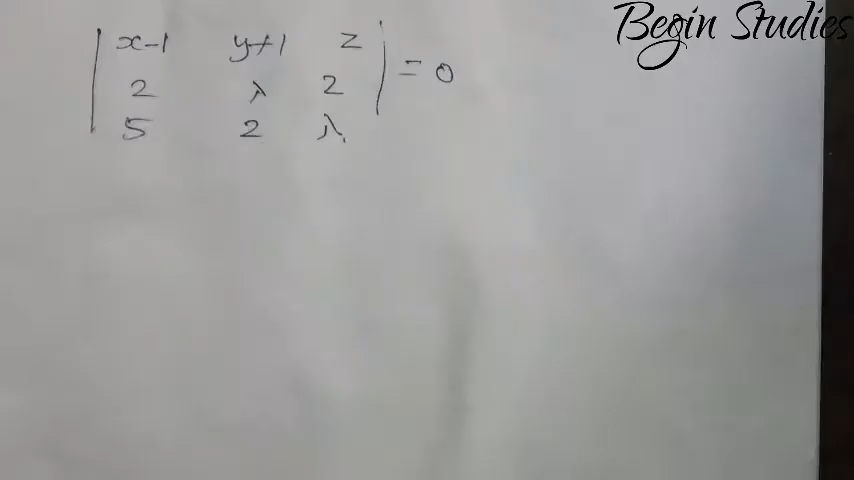 Begin Studies
| x-1 y+1 z |
| 2 λ 2 | = 0
| 5 2 λ. |